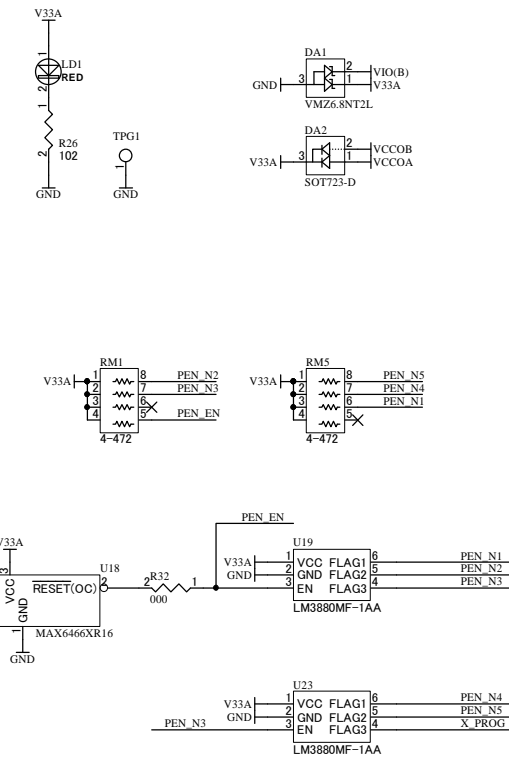 V33A
1
LD1
RED
2
1
R26
102
2
GND
TPG1
1
GND
DA1
GND 3 2 VIO(B)
1 V33A
VMZ6.8NT2L
DA2
V33A 3 2 VCCOB
1 VCCOA
SOT723-D
RM1
V33A 1 8 PEN_N2
2 7 PEN_N3
3 6
4 5 PEN_EN
4-472
RM5
V33A 1 8 PEN_N5
2 7 PEN_N4
3 6 PEN_N1
4 5
4-472
V33A
3
VCC
GND
1
GND
RESET(OC)
2
U18
MAX6466XR16
2 R32 1
000
PEN_EN
U19
V33A 1 VCC FLAG1 6 PEN_N1
GND 2 GND FLAG2 5 PEN_N2
3 EN FLAG3 4 PEN_N3
LM3880MF-1AA
U23
V33A 1 VCC FLAG1 6 PEN_N4
GND 2 GND FLAG2 5 PEN_N5
PEN_N3 3 EN FLAG3 4 X_PROG
LM3880MF-1AA